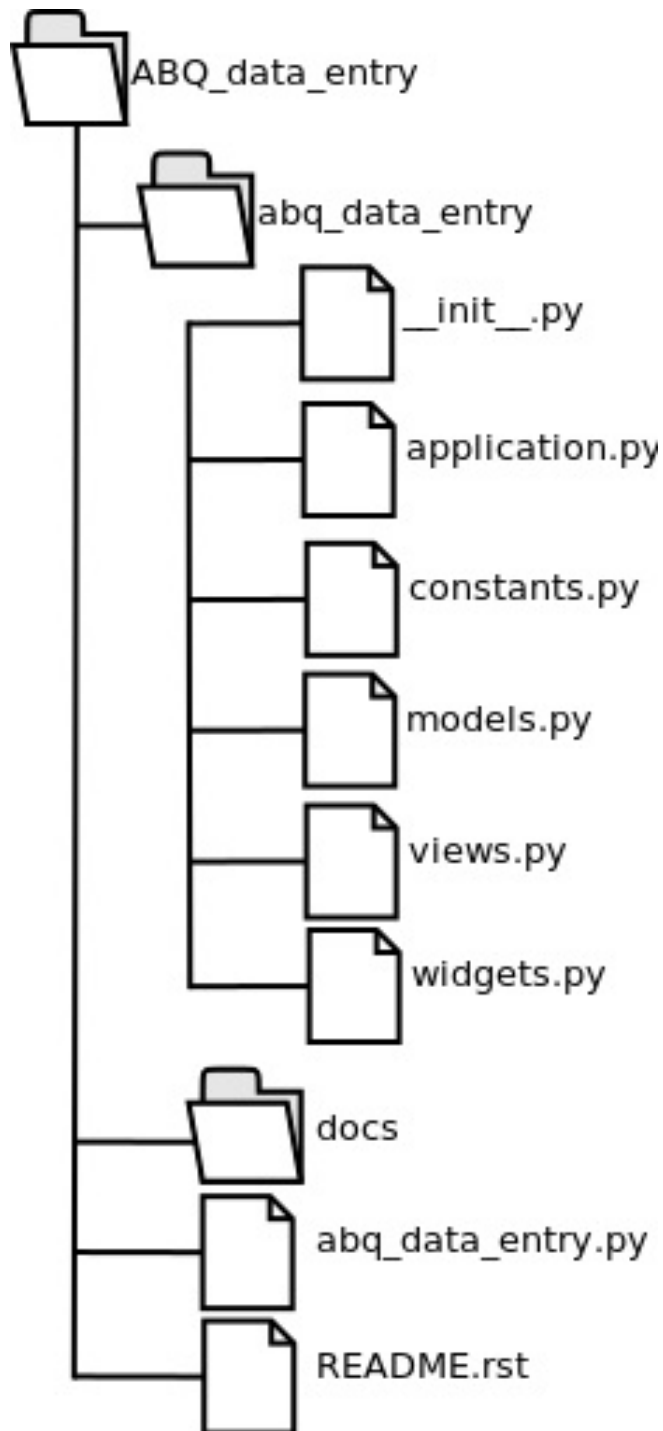 ABQ_data_entry
abq_data_entry
__init__.py
application.py
constants.py
models.py
views.py
widgets.py
docs
abq_data_entry.py
README.rst